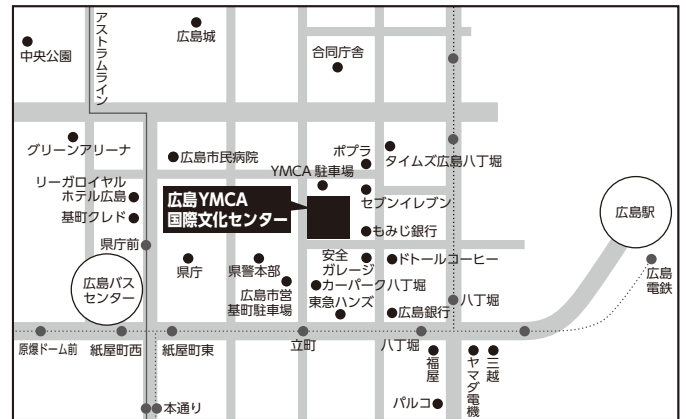 アストラムライン
広島城
中央公園
合同庁舎
グリーンアリーナ
広島市民病院
ポプラ
タイムズ広島八丁堀
YMCA 駐車場
リーガロイヤル
ホテル広島
基町クレド
広島YMCA
国際文化センター
セブンイレブン
もみじ銀行
広島駅
県庁前
広島バス
センター
県庁
県警本部
広島市営
基町駐車場
安全
ガレージ
カーパーク八丁堀
東急ハンズ
ドトールコーヒー
広島銀行
八丁堀
広島
電鉄
原爆ドーム前
紙屋町西
紙屋町東
立町
八丁堀
福屋
ヤマダ電機
三越
本通り
パルコ